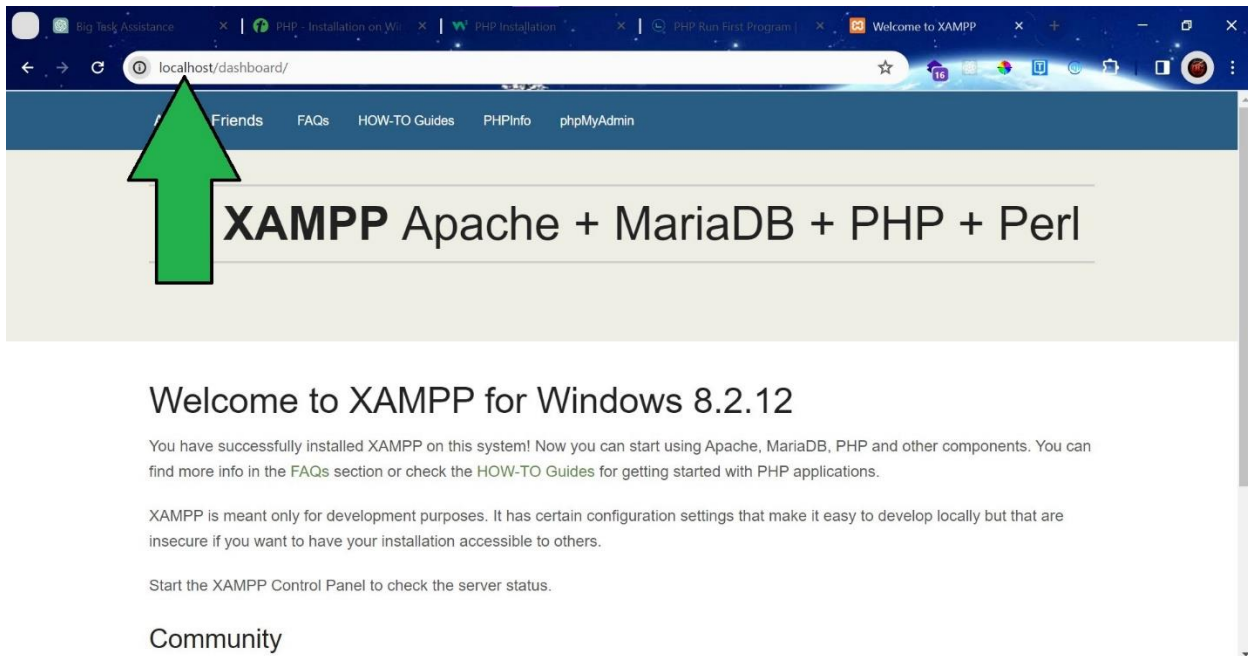 Big Task Assistance
PHP - Installation on Wi
PHP Installation
PHP Run First Program |
Welcome to XAMPP
localhost/dashboard/
16
Friends
FAQs
HOW-TO Guides
PHPInfo
phpMyAdmin
XAMPP Apache + MariaDB + PHP + Perl
Welcome to XAMPP for Windows 8.2.12
You have successfully installed XAMPP on this system! Now you can start using Apache, MariaDB, PHP and other components. You can
find more info in the FAQs section or check the HOW-TO Guides for getting started with PHP applications.
XAMPP is meant only for development purposes. It has certain configuration settings that make it easy to develop locally but that are
insecure if you want to have your installation accessible to others.
Start the XAMPP Control Panel to check the server status.
Community